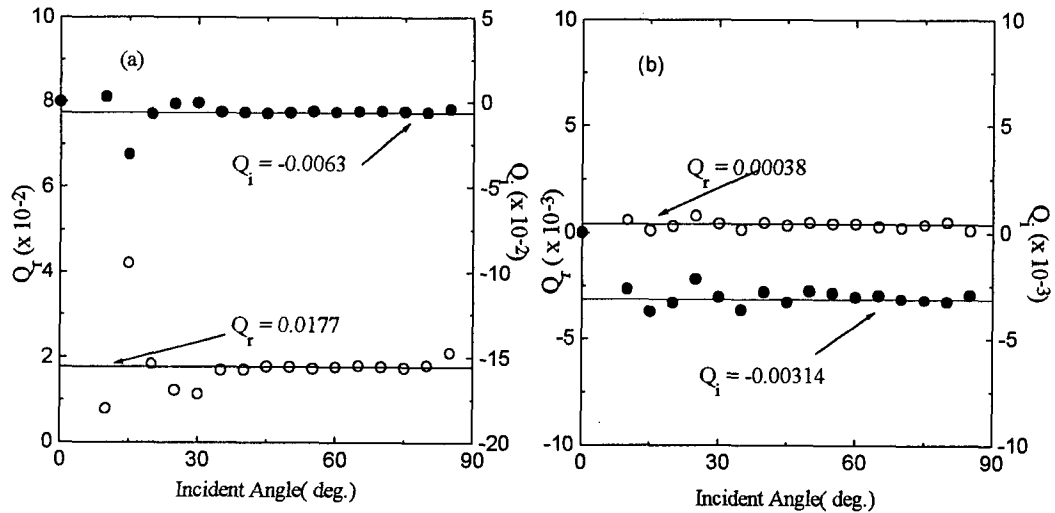 10
8
6
4
2
0
Q_r (x 10^-2)
(a)
Q_i = -0.0063
Q_r = 0.0177
5
0
-5
-15
-20
Q_i (x 10^-2)
0
30
60
90
Incident Angle( deg.)
10
5
0
-5
-10
Q_r ( x 10^-3)
(b)
Q_r = 0.00038
Q_i = -0.00314
10
5
0
-5
-10
Q_i (x 10^-3)
0
30
60
90
Incident Angle( deg.)